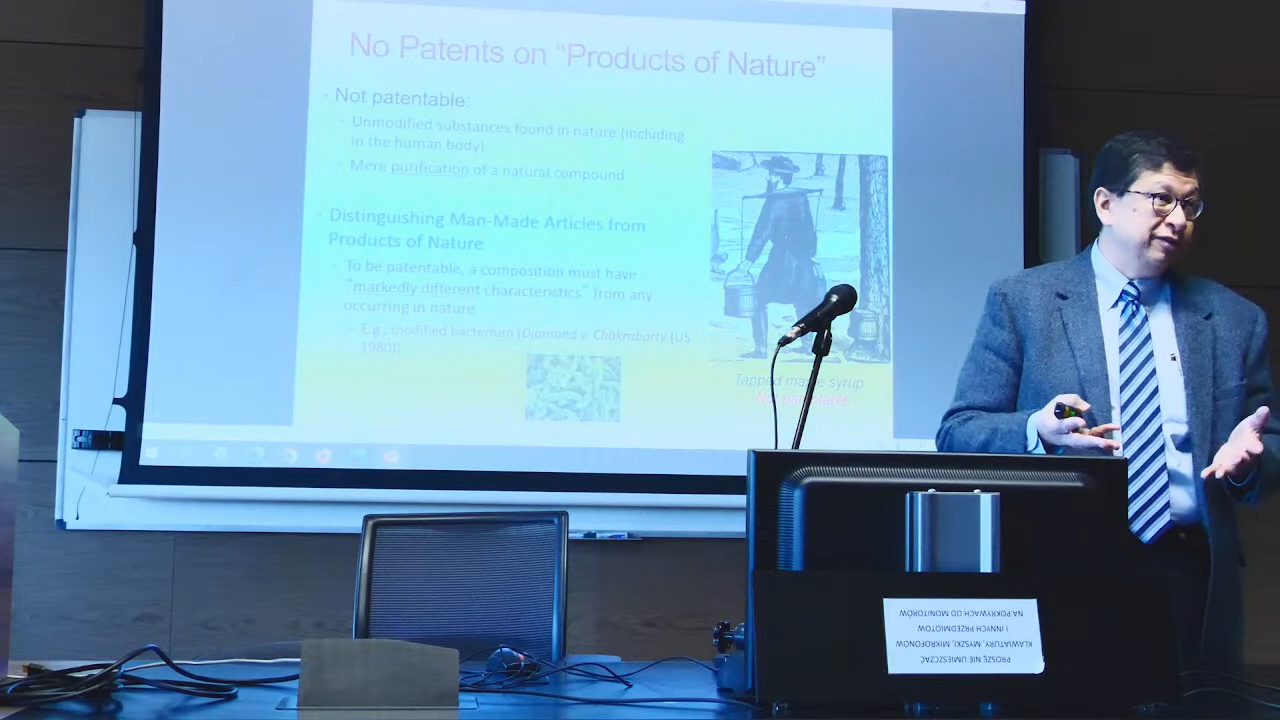 No Patents on “Products of Nature”
Not patentable:
Unmodified substances found in nature (including
in the human body)
Mere purification of a natural compound
Distinguishing Man-Made Articles from
Products of Nature
To be patentable, a composition must have
“markedly different characteristics” from any
occurring in nature
E.g., modified bacterium (Diamond v. Chakrabarty (US
1980))
Tapped maple syrup
Not patentable
PROSZĘ NIE UMIESZCZAĆ
KLAWIATURY, MYSZKI, MIKROFONÓW
I INNYCH PRZEDMIOTÓW
NA POKRYWACH OD MONITORÓW